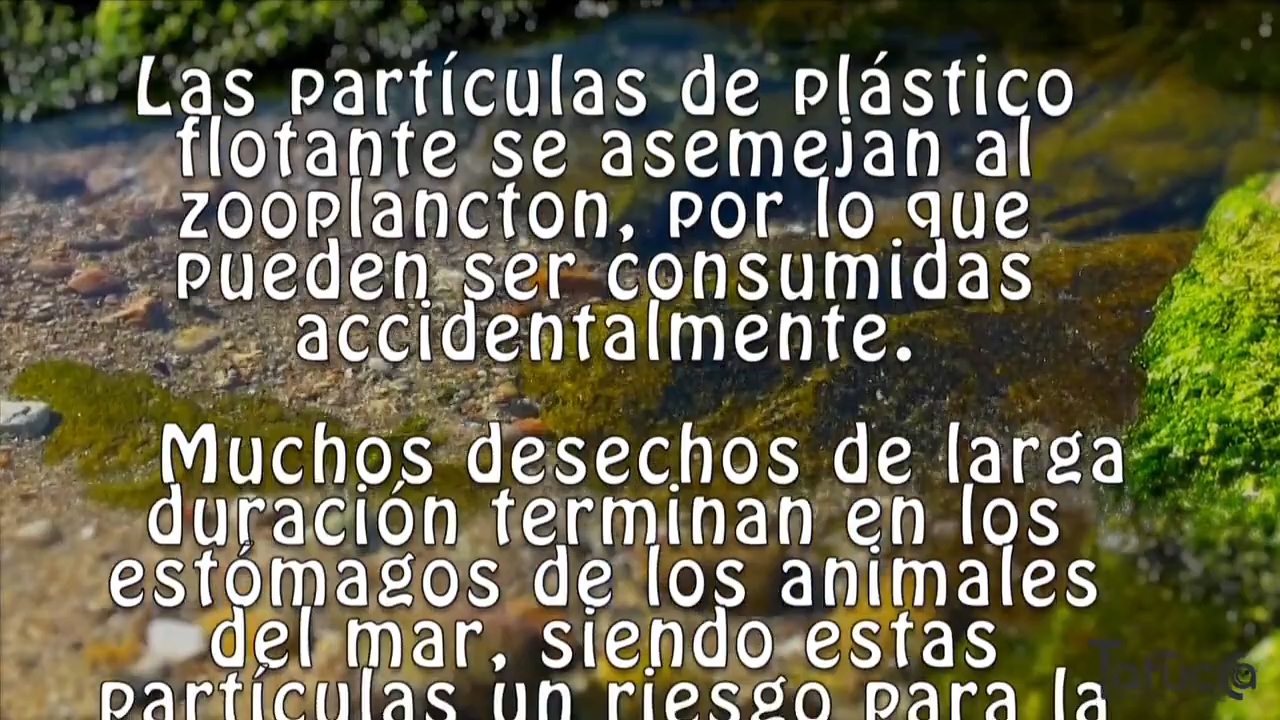 Las partículas de plástico
flotante se asemejan al
zooplancton, por lo que
pueden ser consumidas
accidentalmente.
Muchos desechos de larga
duración terminan en los
estómagos de los animales
del mar, siendo estas
partículas un riesgo para la